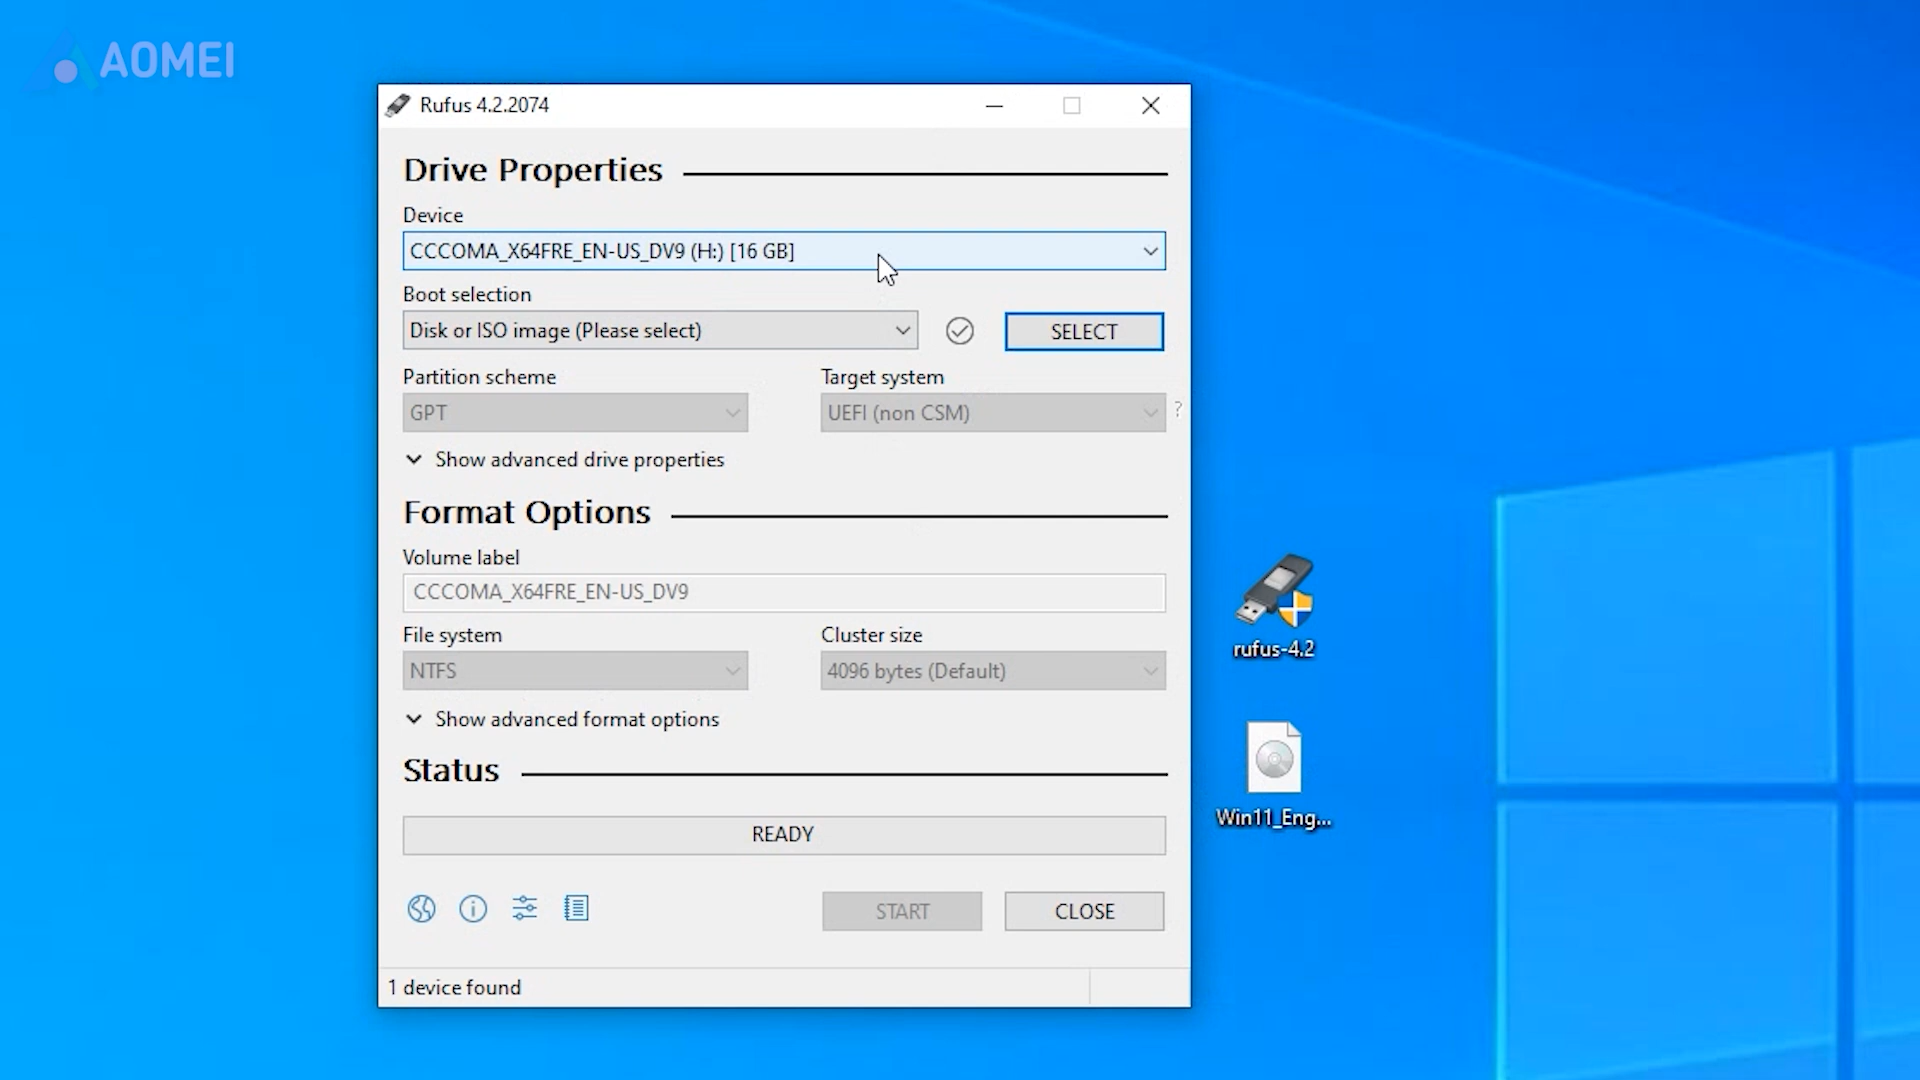 AOMEI
Rufus 4.2.2074
Drive Properties
Device
CCCOMA_X64FRE_EN-US_DV9 (H:) [16 GB]
Boot selection
Disk or ISO image (Please select)
SELECT
Partition scheme
Target system
GPT
UEFI (non CSM)
?
Show advanced drive properties
Format Options
Volume label
CCCOMA_X64FRE_EN-US_DV9
File system
Cluster size
NTFS
4096 bytes (Default)
Show advanced format options
Status
READY
START
CLOSE
1 device found
rufus-4.2
Win11_Eng...